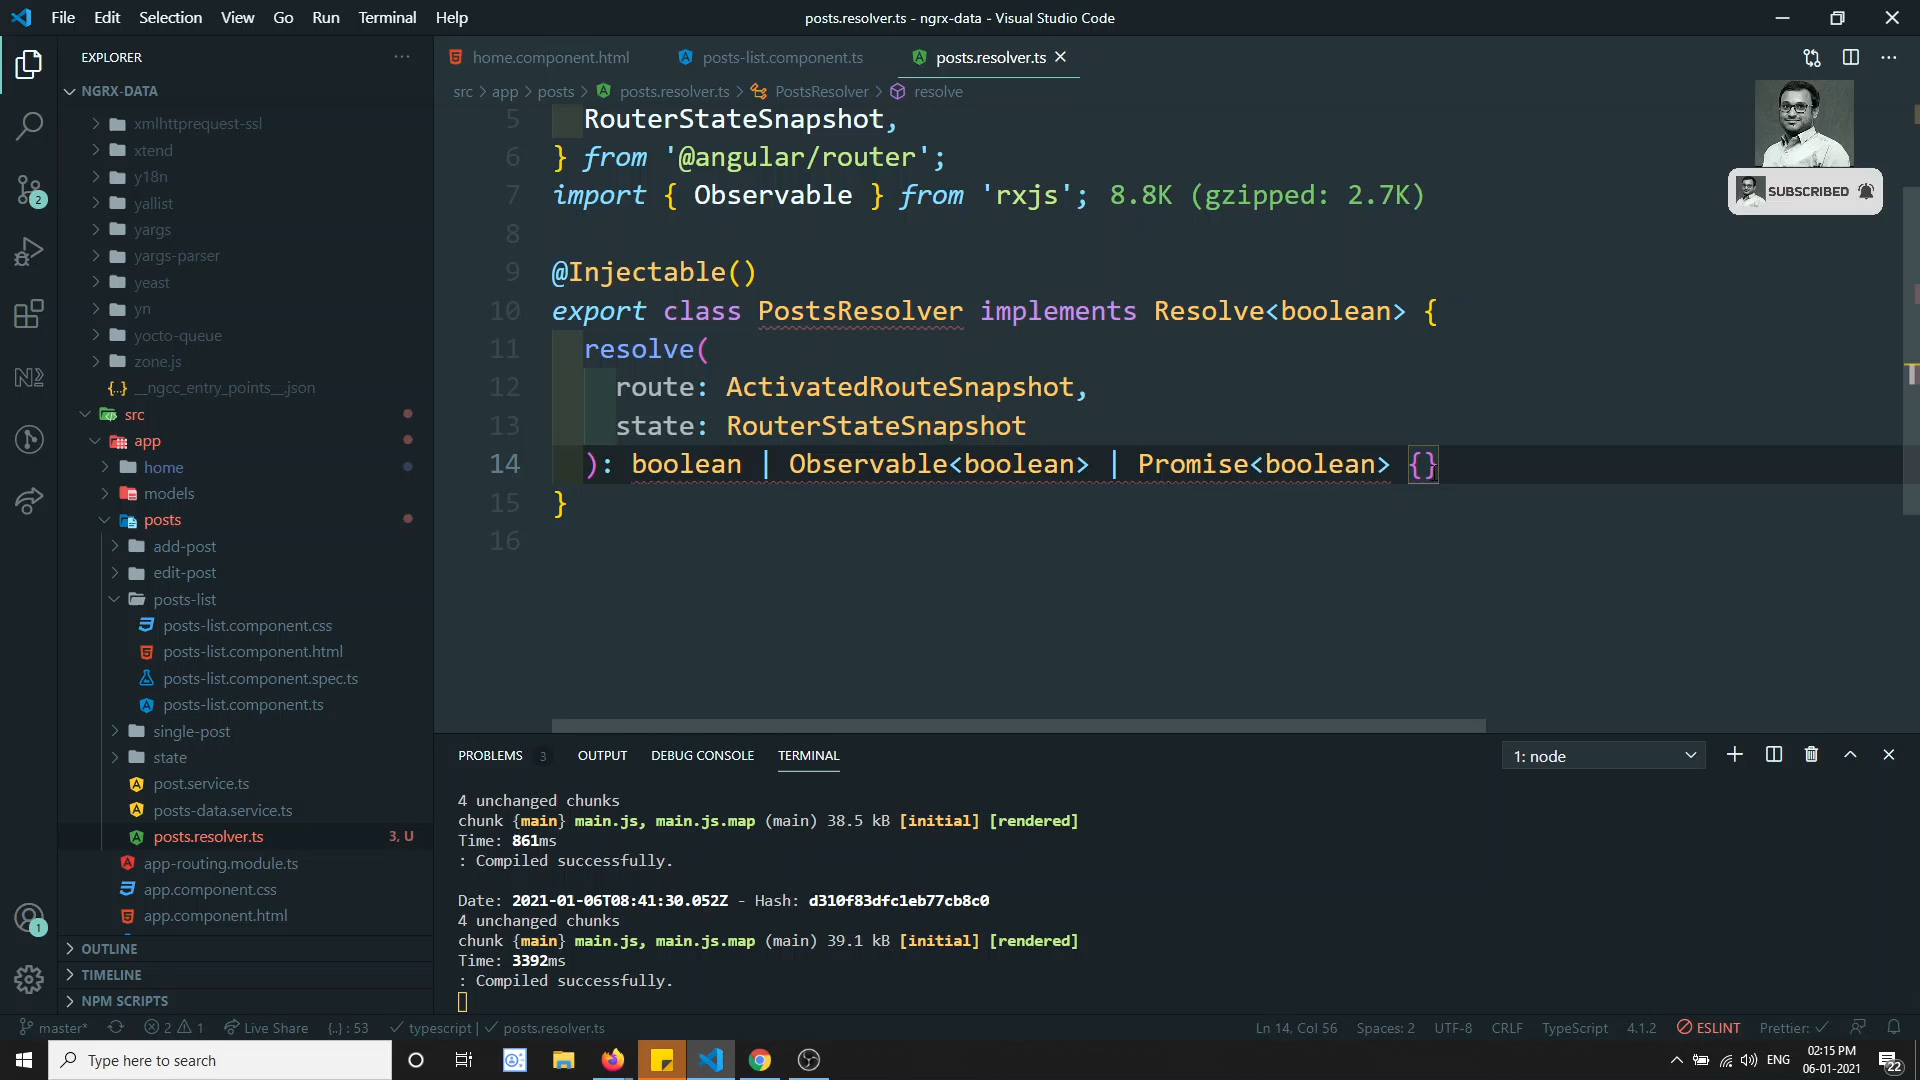 File Edit Selection View Go Run Terminal Help
posts.resolver.ts - ngrx-data - Visual Studio Code
EXPLORER
NGRX-DATA
xmlhttprequest-ssl
xtend
y18n
yallist
yargs
yargs-parser
yeast
yn
yocto-queue
zone.js
{..} __ngcc_entry_points__.json
src
app
home
models
posts
add-post
edit-post
posts-list
posts-list.component.css
posts-list.component.html
posts-list.component.spec.ts
posts-list.component.ts
single-post
state
post.service.ts
posts-data.service.ts
posts.resolver.ts 3, U
app-routing.module.ts
app.component.css
app.component.html
OUTLINE
TIMELINE
NPM SCRIPTS
2
1
home.component.html posts-list.component.ts posts.resolver.ts
src > app > posts > posts.resolver.ts > PostsResolver > resolve
SUBSCRIBED
5 RouterStateSnapshot,
6 } from '@angular/router';
7 import { Observable } from 'rxjs'; 8.8K (gzipped: 2.7K)
8
9 @Injectable()
10 export class PostsResolver implements Resolve<boolean> {
11 resolve(
12 route: ActivatedRouteSnapshot,
13 state: RouterStateSnapshot
14 ): boolean | Observable<boolean> | Promise<boolean> {}
15 }
16
PROBLEMS 3 OUTPUT DEBUG CONSOLE TERMINAL
1: node
4 unchanged chunks
chunk {main} main.js, main.js.map (main) 38.5 kB [initial] [rendered]
Time: 861ms
: Compiled successfully.
Date: 2021-01-06T08:41:30.052Z - Hash: d310f83dfc1eb77cb8c0
4 unchanged chunks
chunk {main} main.js, main.js.map (main) 39.1 kB [initial] [rendered]
Time: 3392ms
: Compiled successfully.
master* 2 1 Live Share {..} : 53 typescript | posts.resolver.ts
Ln 14, Col 56 Spaces: 2 UTF-8 CRLF TypeScript 4.1.2 ESLINT Prettier:
Type here to search
ENG
02:15 PM
06-01-2021
22